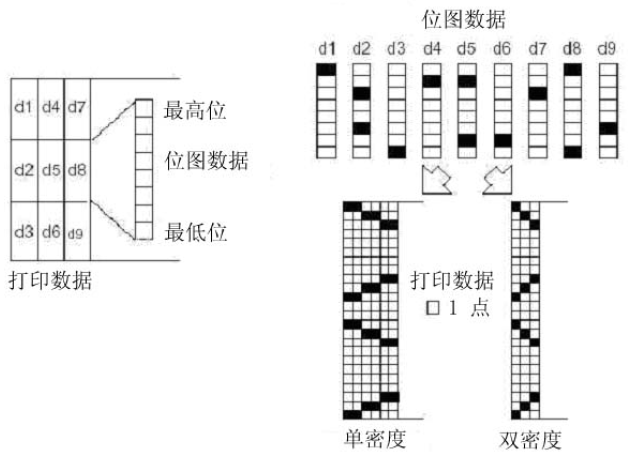 位图数据
d1 d2 d3 d4 d5 d6 d7 d8 d9
d1 d4 d7
d2 d5 d8
d3 d6 d9
最高位
位图数据
最低位
打印数据
打印数据
1 点
单密度
双密度